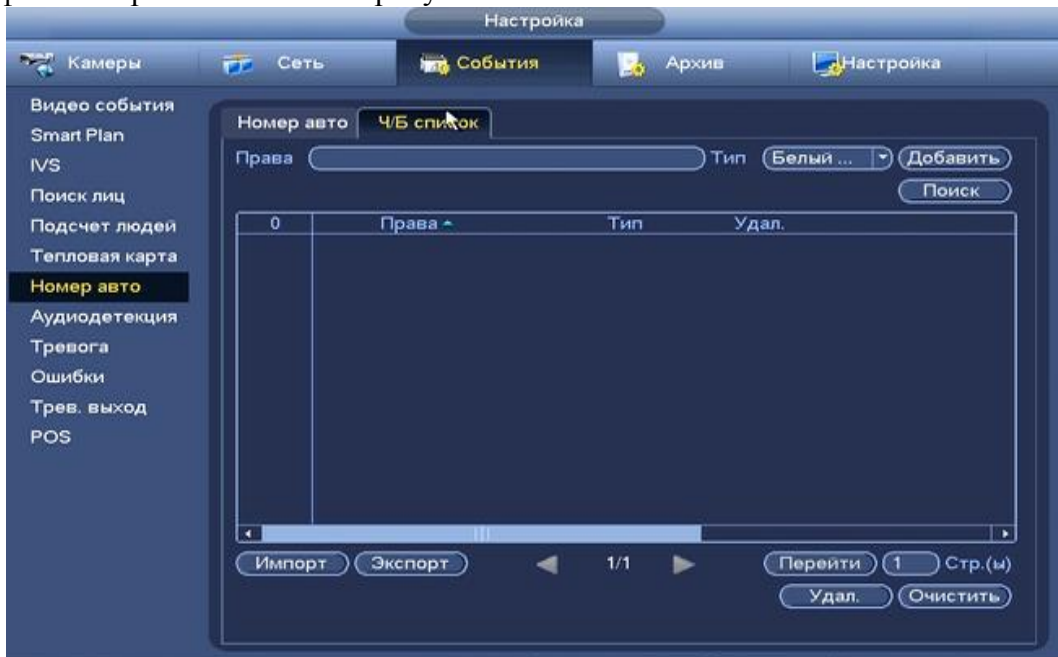 Настройка
Камеры Сеть События Архив Настройка
Видео события
Smart Plan
IVS
Поиск лиц
Подсчет людей
Тепловая карта
Номер авто
Аудиодетекция
Тревога
Ошибки
Трев. выход
POS
Номер авто Ч/Б список
Права Тип Белый ... Добавить
Поиск
0 Права Тип Удал.
Импорт Экспорт 1/1 Перейти 1 Стр.(ы)
Удал. Очистить